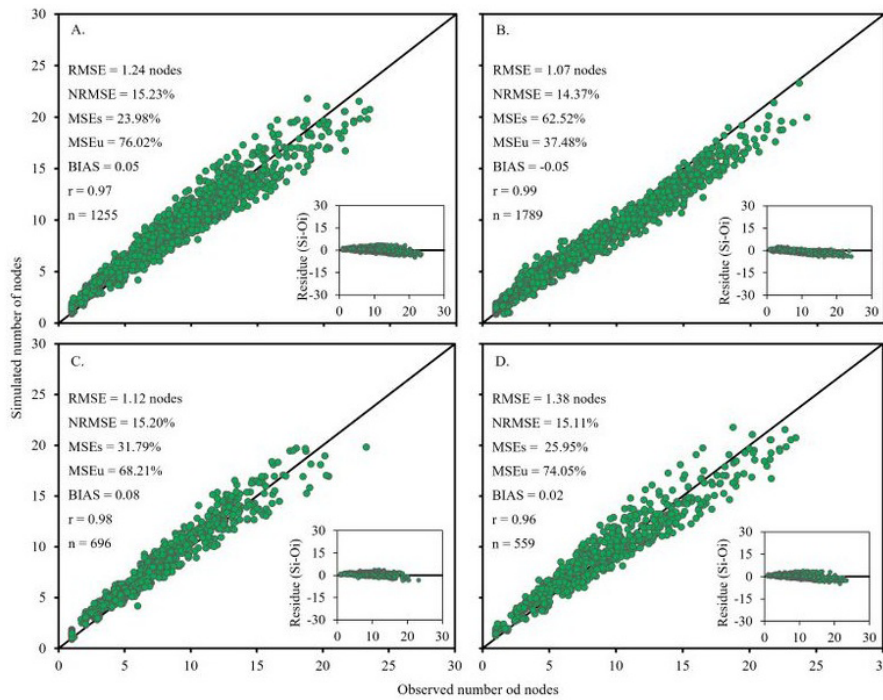 A.
RMSE = 1.24 nodes
NRMSE = 15.23%
MSEs = 23.98%
MSEu = 76.02%
BIAS = 0.05
r = 0.97
n = 1255
30
25
20
15
10
5
0
Residue (Si-Oi)
30
15
0
-15
-30
0 10 20 30
B.
RMSE = 1.07 nodes
NRMSE = 14.37%
MSEs = 62.52%
MSEu = 37.48%
BIAS = -0.05
r = 0.99
n = 1789
Residue (Si-Oi)
30
15
0
-15
-30
0 10 20 30
Simulated number of nodes
C.
RMSE = 1.12 nodes
NRMSE = 15.20%
MSEs = 31.79%
MSEu = 68.21%
BIAS = 0.08
r = 0.98
n = 696
30
25
20
15
10
5
0
Residue (Si-Oi)
30
15
0
-15
-30
0 10 20 30
0 5 10 15 20 25 30
D.
RMSE = 1.38 nodes
NRMSE = 15.11%
MSEs = 25.95%
MSEu = 74.05%
BIAS = 0.02
r = 0.96
n = 559
Residue (Si-Oi)
30
15
0
-15
-30
0 10 20 30
0 5 10 15 20 25 30
Observed number od nodes